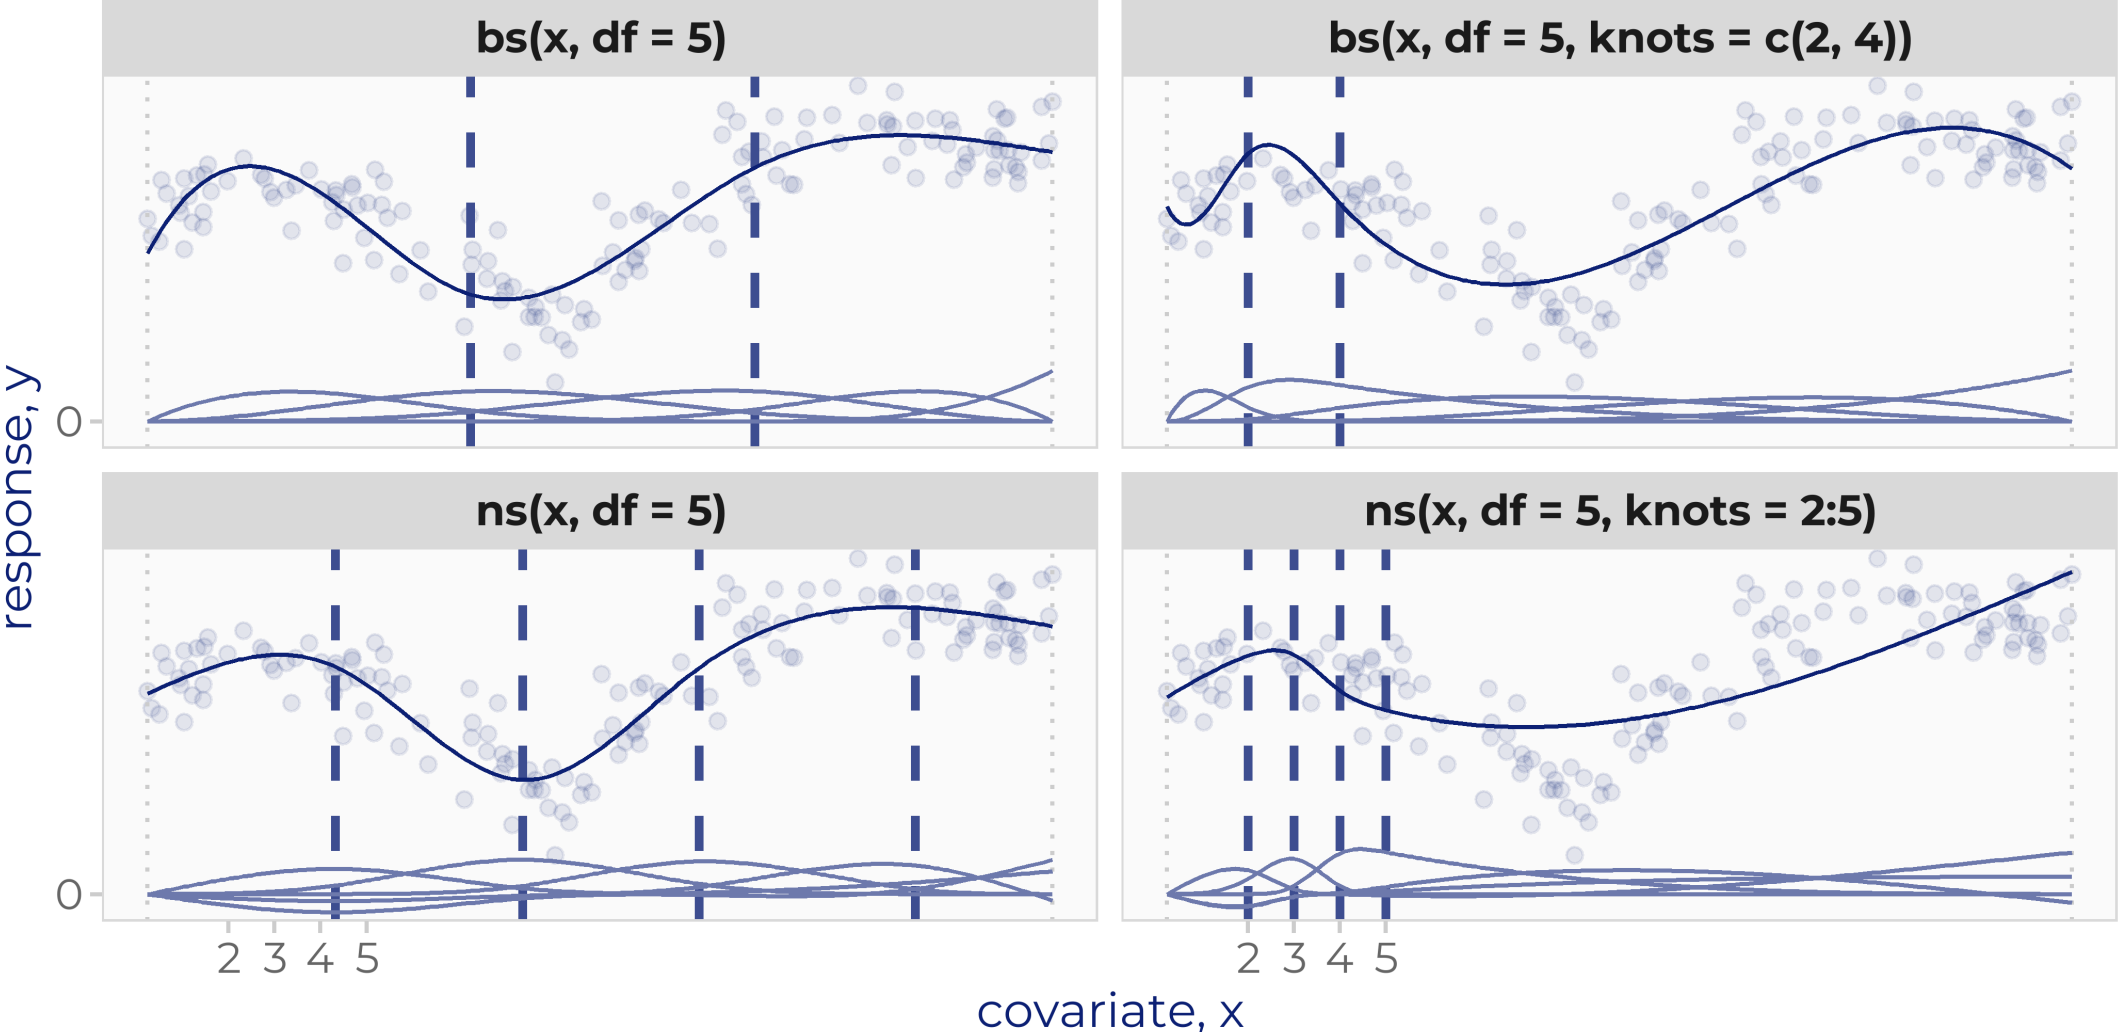 bs(x, df = 5)
bs(x, df = 5, knots = c(2, 4))
response, y
0
ns(x, df = 5)
ns(x, df = 5, knots = 2:5)
0
2 3 4 5
2 3 4 5
covariate, x